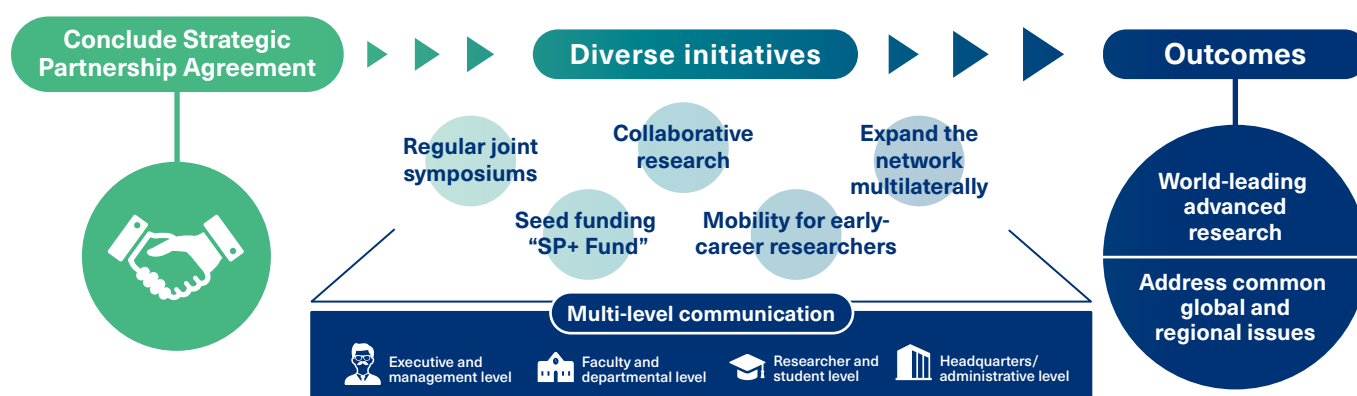 Conclude Strategic
Partnership Agreement
Diverse initiatives
Outcomes
Regular joint
symposiums
Collaborative
research
Expand the
network
multilaterally
Seed funding
“SP+ Fund”
Mobility for early-
career researchers
World-leading
advanced
research
Address common
global and
regional issues
Multi-level communication
Executive and
management level
Faculty and
departmental level
Researcher and
student level
Headquarters/
administrative level